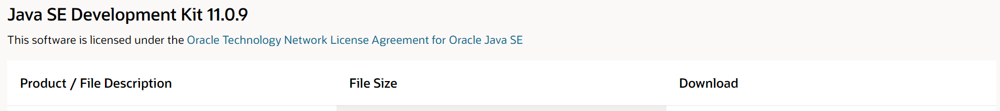 Java SE Development Kit 11.0.9
This software is licensed under the Oracle Technology Network License Agreement for Oracle Java SE
Product / File Description File Size Download